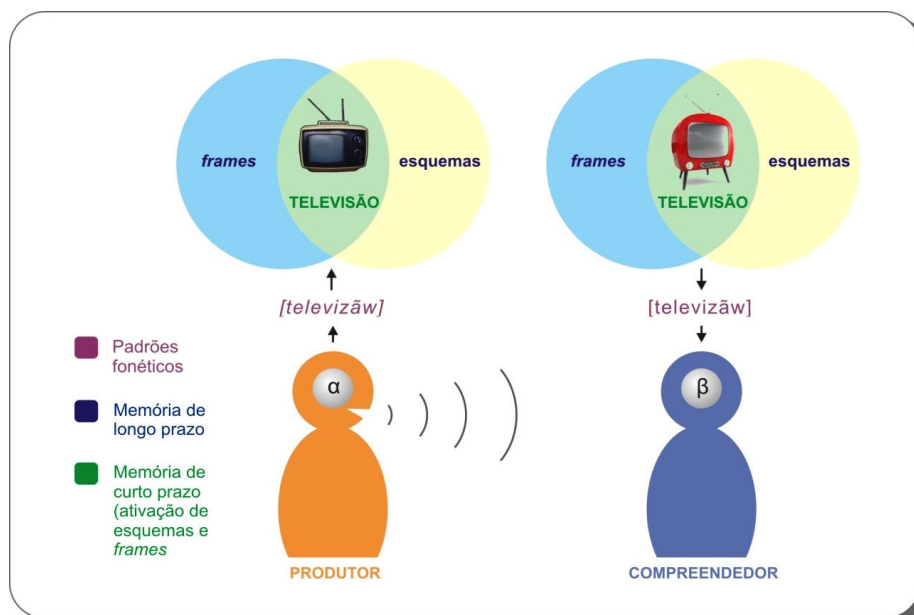 frames
esquemas
TELEVISÃO
frames
esquemas
TELEVISÃO
[televizãw]
[televizãw]
Padrões
fonéticos
Memória de
longo prazo
Memória de
curto prazo
(ativação de
esquemas e
frames
α
β
PRODUTOR
COMPREENDEDOR